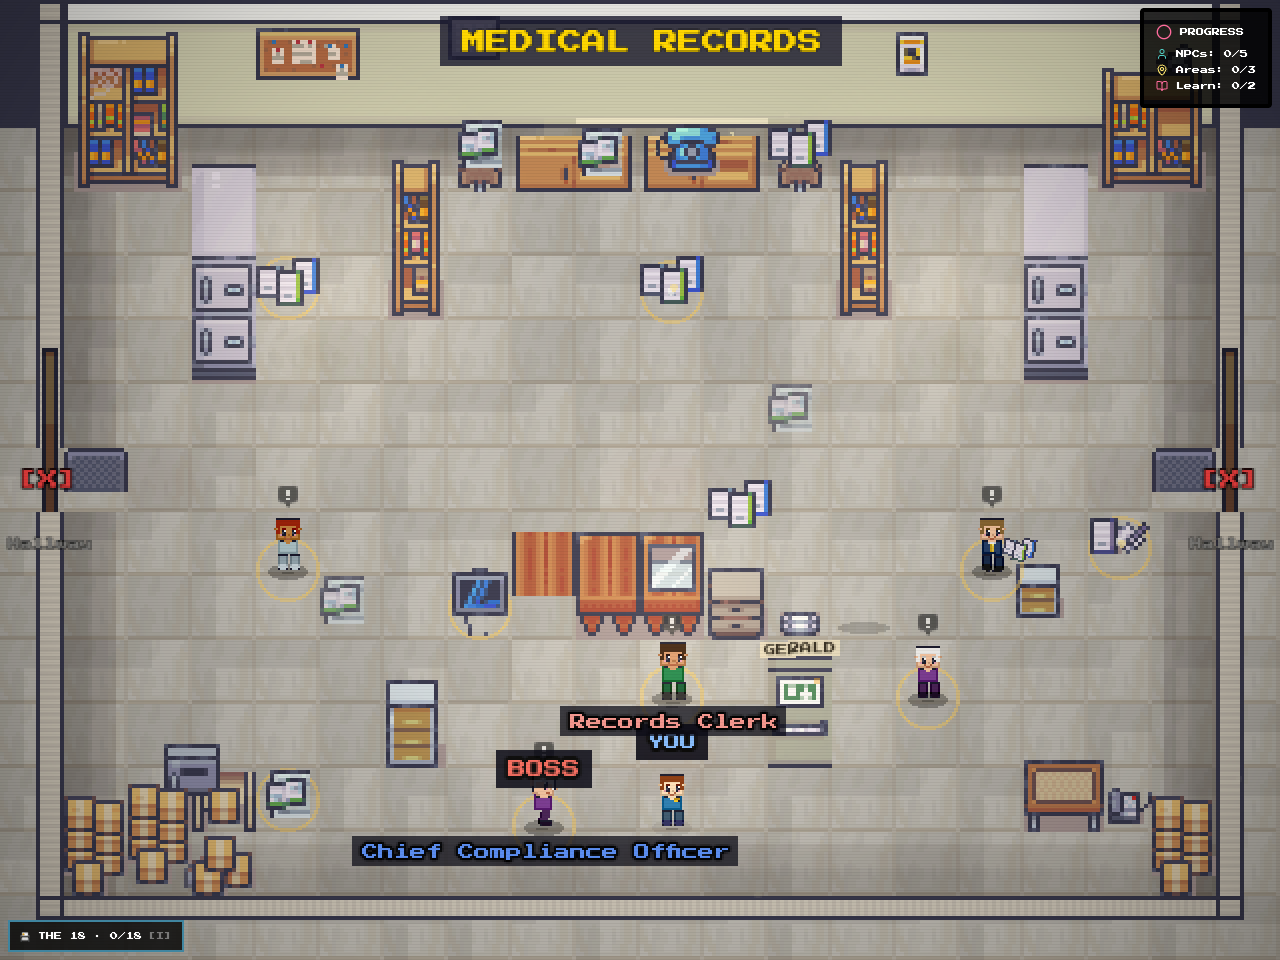 MEDICAL RECORDS
PROGRESS
NPCs: 0/5
Areas: 0/3
Learn: 0/2
[X]
[X]
Hallway
Hallway
GERALD
Records Clerk
YOU
BOSS
Chief Compliance Officer
THE 18 · 0/18 [I]